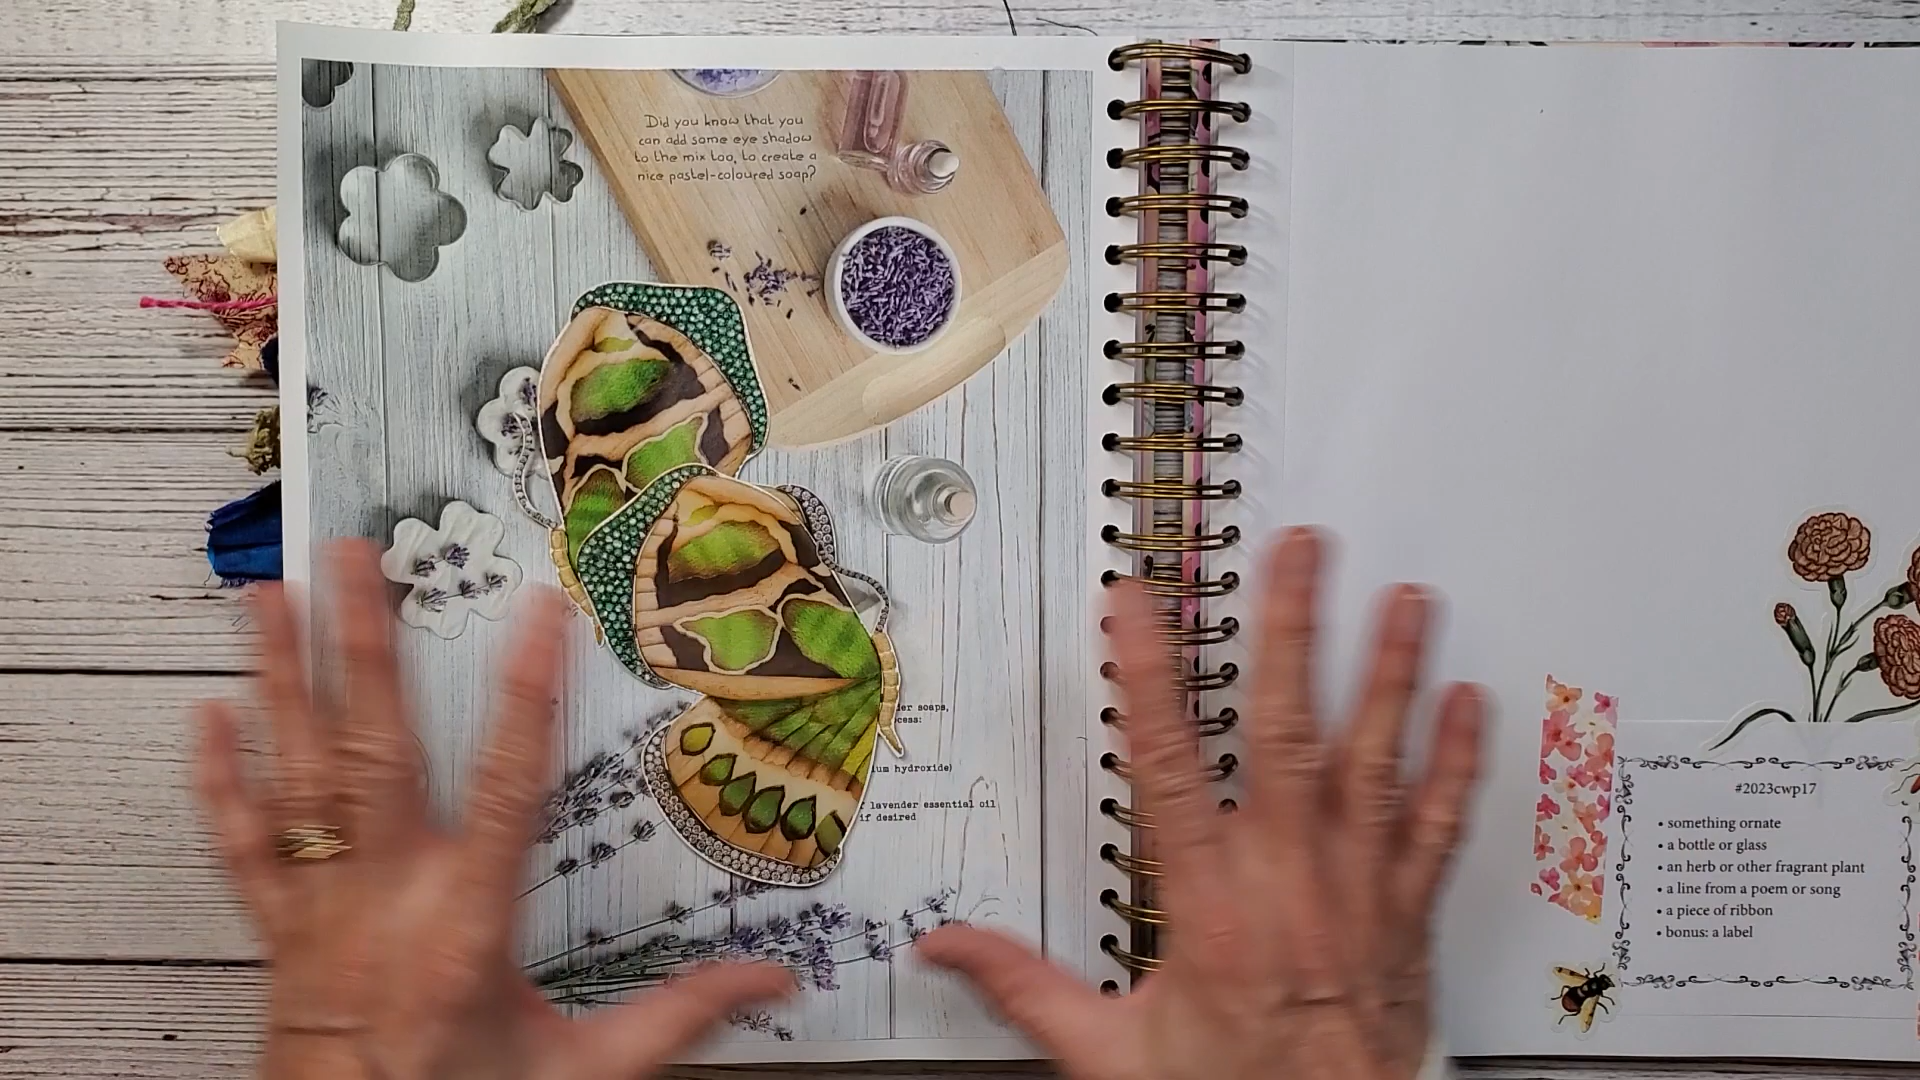 Did you know that you
can add some eye shadow
to the mix too, to create a
nice pastel-coloured soap?
soaps,
hydroxide)
lavender essential oil
if desired
#2023cwp17
• something ornate
• a bottle or glass
• an herb or other fragrant plant
• a line from a poem or song
• a piece of ribbon
• bonus: a label